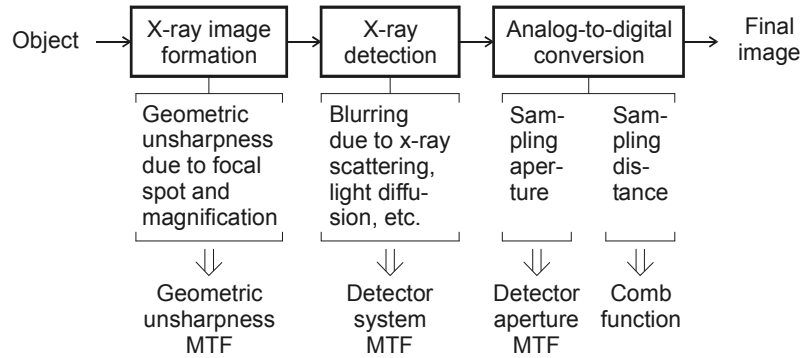 Object
X-ray image
formation
X-ray
detection
Analog-to-digital
conversion
Final
image
Geometric
unsharpness
due to focal
spot and
magnification
Blurring
due to x-ray
scattering,
light diffu-
sion, etc.
Sam-
pling
aper-
ture
Sam-
pling
dis-
tance
Geometric
unsharpness
MTF
Detector
system
MTF
Detector
aperture
MTF
Comb
function